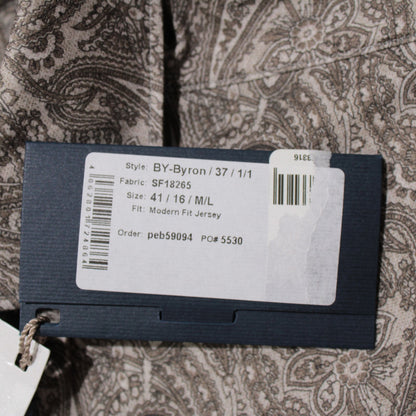 Style: BY-Byron / 37 / 1/1
Fabric: SF18265
Size: 41 / 16 / M/L
Fit: Modern Fit Jersey
Order: peb59094 PO# 5530
3316